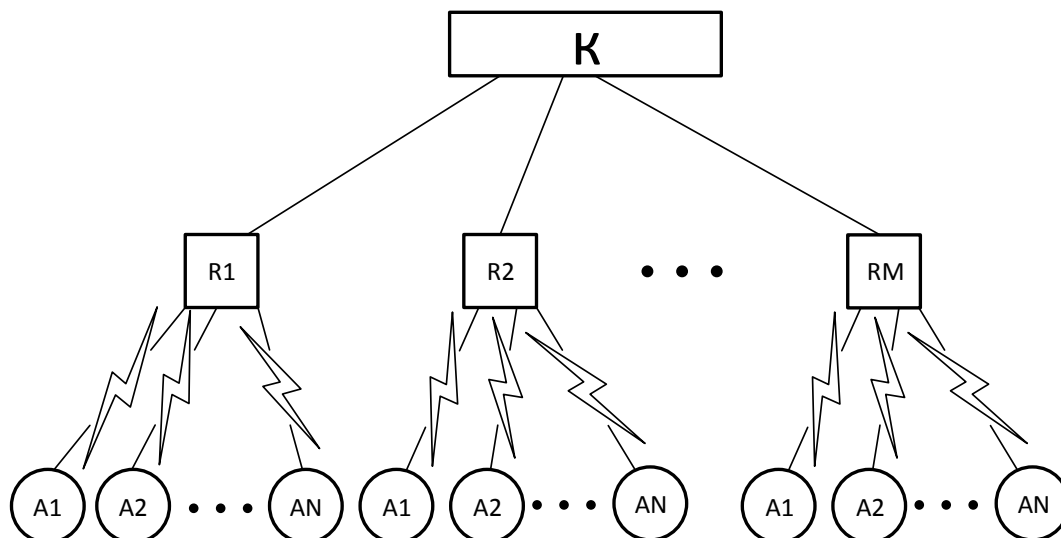 К
R1 R2 • • • RM
A1 A2 • • • AN A1 A2 • • • AN A1 A2 • • • AN